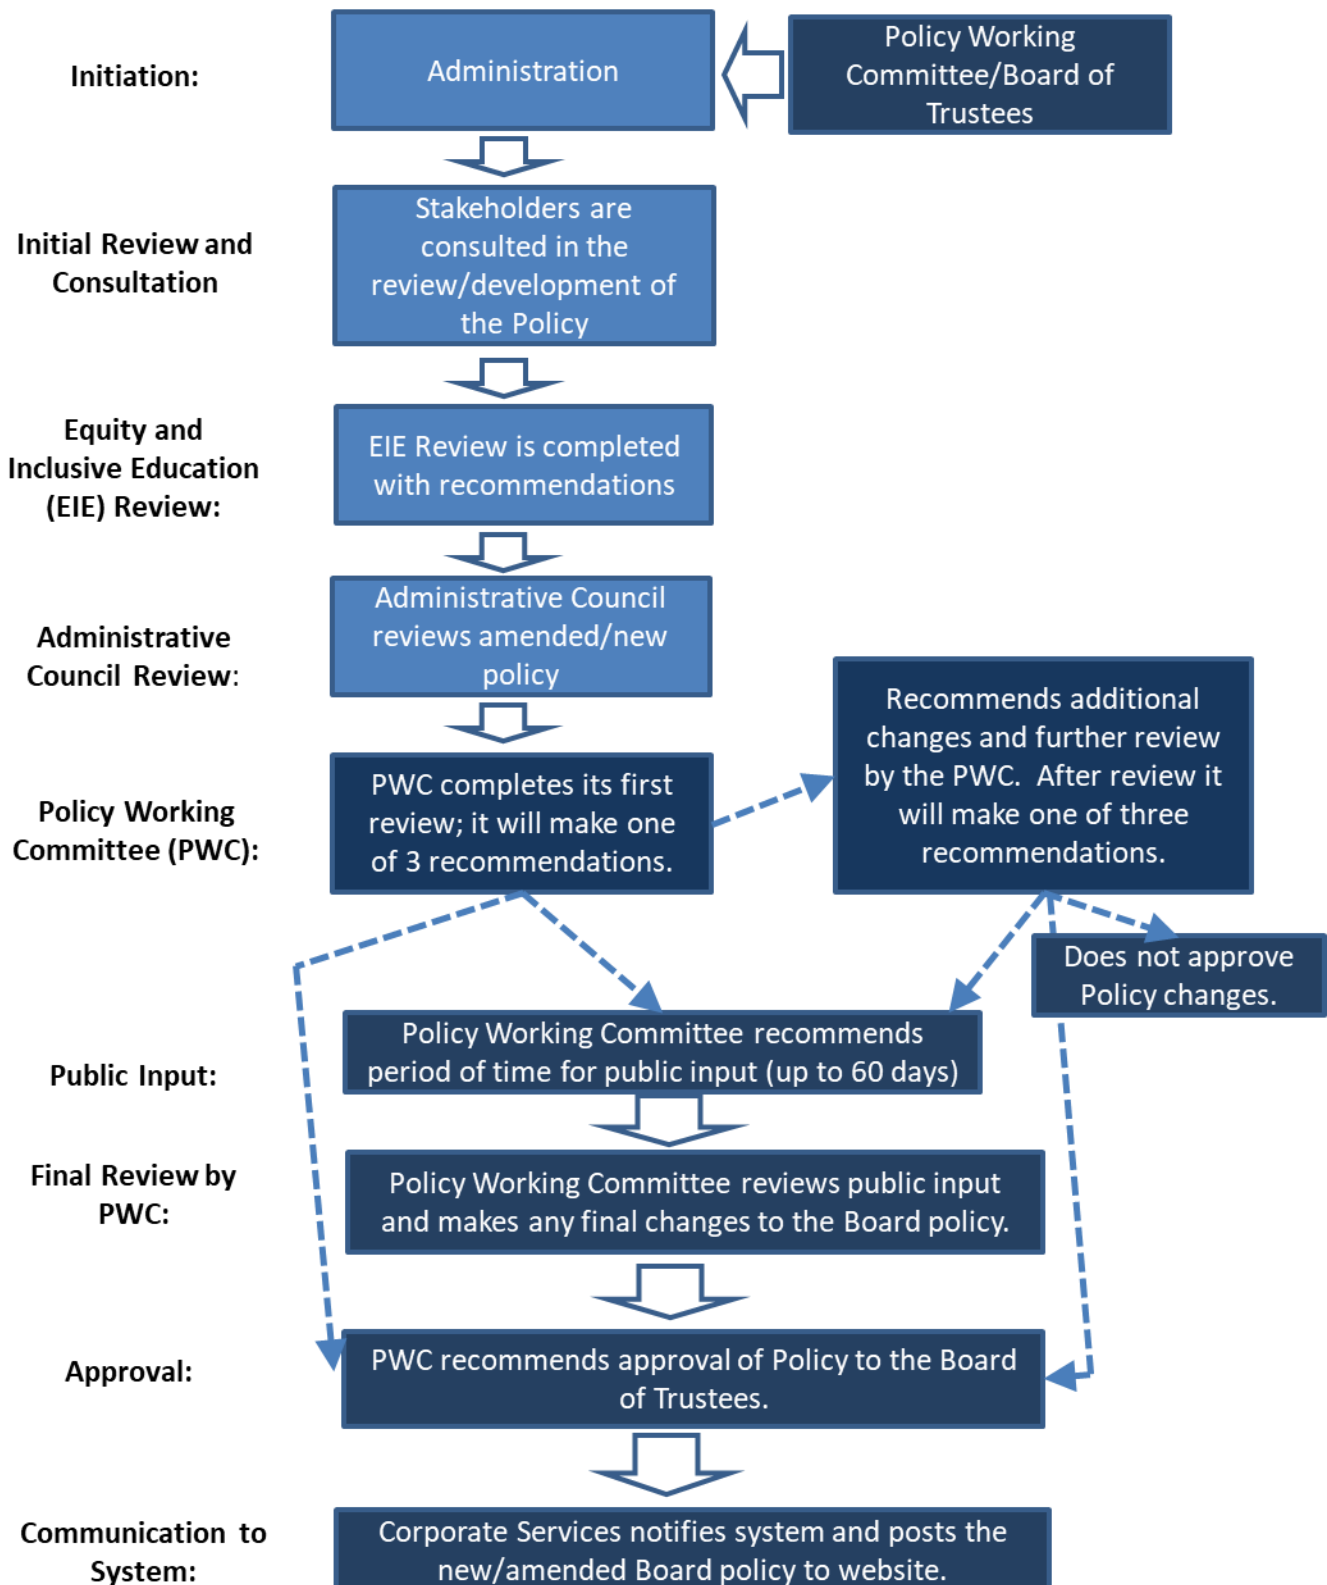 Initiation:
Administration
Policy Working
Committee/Board of
Trustees
Initial Review and
Consultation
Stakeholders are
consulted in the
review/development of
the Policy
Equity and
Inclusive Education
(EIE) Review:
EIE Review is completed
with recommendations
Administrative
Council Review:
Administrative Council
reviews amended/new
policy
Policy Working
Committee (PWC):
PWC completes its first
review; it will make one
of 3 recommendations.
Recommends additional
changes and further review
by the PWC.  After review it
will make one of three
recommendations.
Does not approve
Policy changes.
Public Input:
Policy Working Committee recommends
period of time for public input (up to 60 days)
Final Review by
PWC:
Policy Working Committee reviews public input
and makes any final changes to the Board policy.
Approval:
PWC recommends approval of Policy to the Board
of Trustees.
Communication to
System:
Corporate Services notifies system and posts the
new/amended Board policy to website.